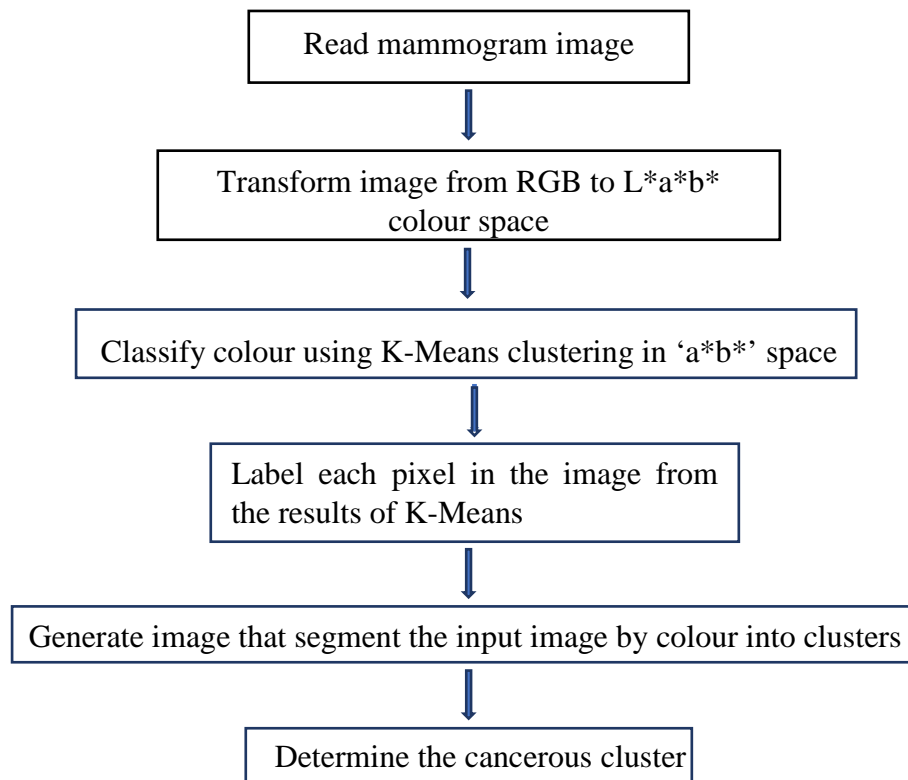 Read mammogram image
Transform image from RGB to L*a*b*
colour space
Classify colour using K-Means clustering in ‘a*b*’ space
Label each pixel in the image from
the results of K-Means
Generate image that segment the input image by colour into clusters
Determine the cancerous cluster